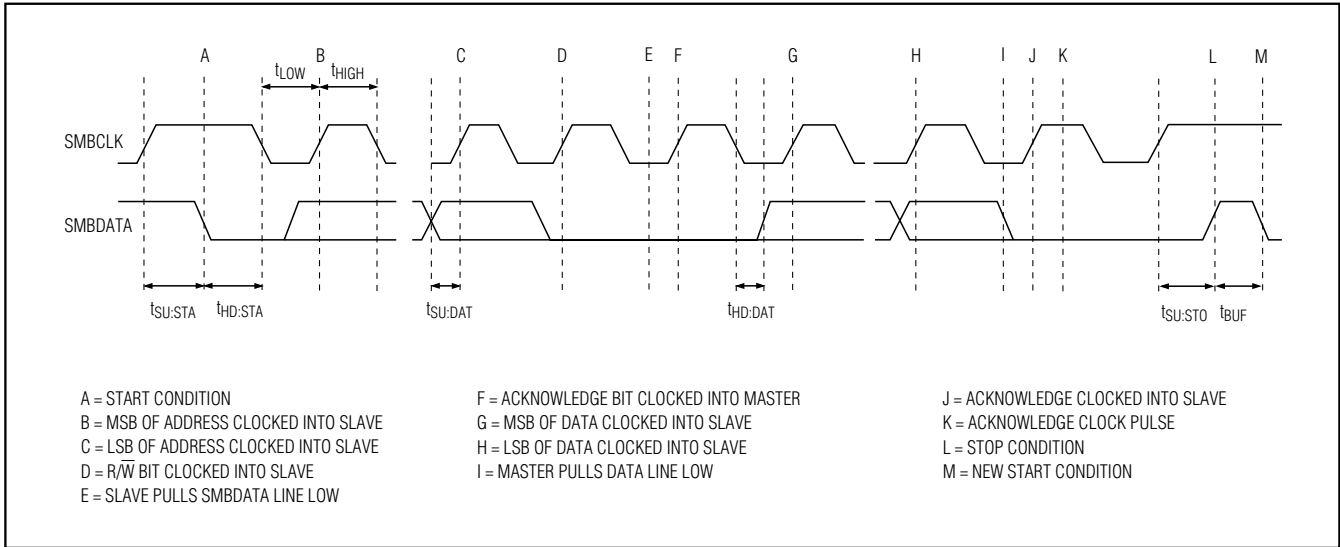 A B C D E F G H I J K L M
tLOW tHIGH
SMBCLK
SMBDATA
tSU:STA tHD:STA tSU:DAT tHD:DAT tSU:STO tBUF
A = START CONDITION
B = MSB OF ADDRESS CLOCKED INTO SLAVE
C = LSB OF ADDRESS CLOCKED INTO SLAVE
D = R/W̅ BIT CLOCKED INTO SLAVE
E = SLAVE PULLS SMBDATA LINE LOW
F = ACKNOWLEDGE BIT CLOCKED INTO MASTER
G = MSB OF DATA CLOCKED INTO SLAVE
H = LSB OF DATA CLOCKED INTO SLAVE
I = MASTER PULLS DATA LINE LOW
J = ACKNOWLEDGE CLOCKED INTO SLAVE
K = ACKNOWLEDGE CLOCK PULSE
L = STOP CONDITION
M = NEW START CONDITION